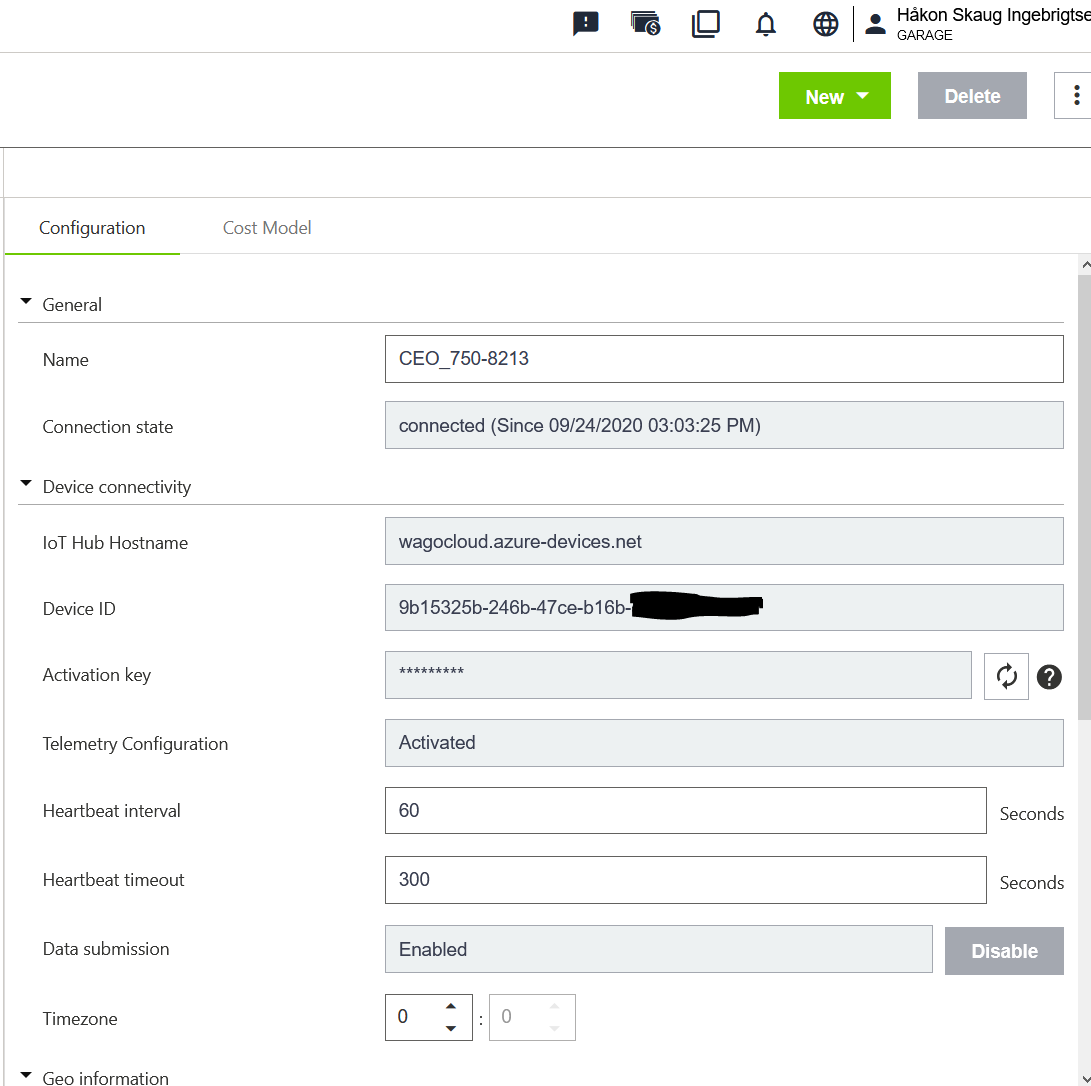 Håkon Skaug Ingebrigtse
GARAGE
New
Delete
Configuration
Cost Model
General
Name
CEO_750-8213
Connection state
connected (Since 09/24/2020 03:03:25 PM)
Device connectivity
IoT Hub Hostname
wagocloud.azure-devices.net
Device ID
9b15325b-246b-47ce-b16b-
Activation key
*********
Telemetry Configuration
Activated
Heartbeat interval
60
Seconds
Heartbeat timeout
300
Seconds
Data submission
Enabled
Disable
Timezone
0 : 0
Geo information